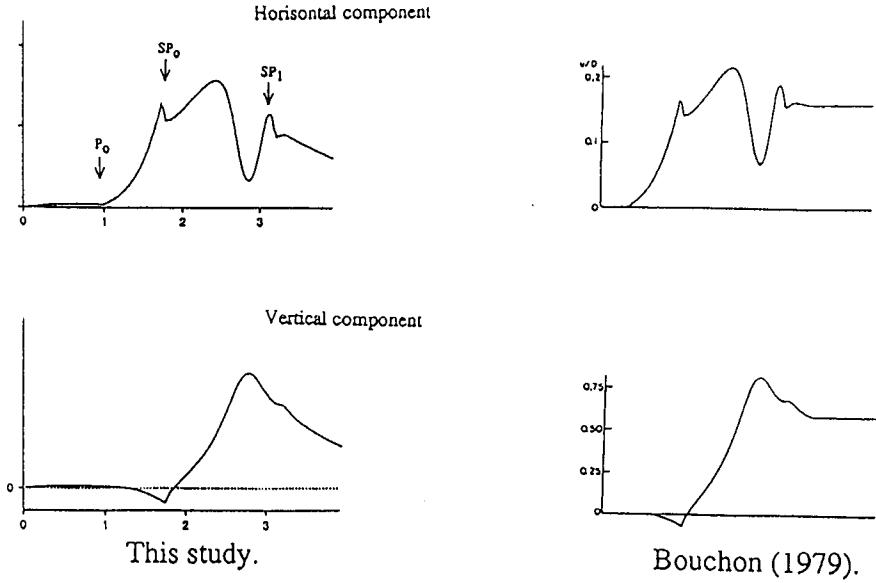 Horisontal component
SP0
SP1
P0
0 1 2 3
u/D
0.2
0.1
0
Vertical component
0
0 1 2 3
0.75
0.50
0.25
0
This study.
Bouchon (1979).